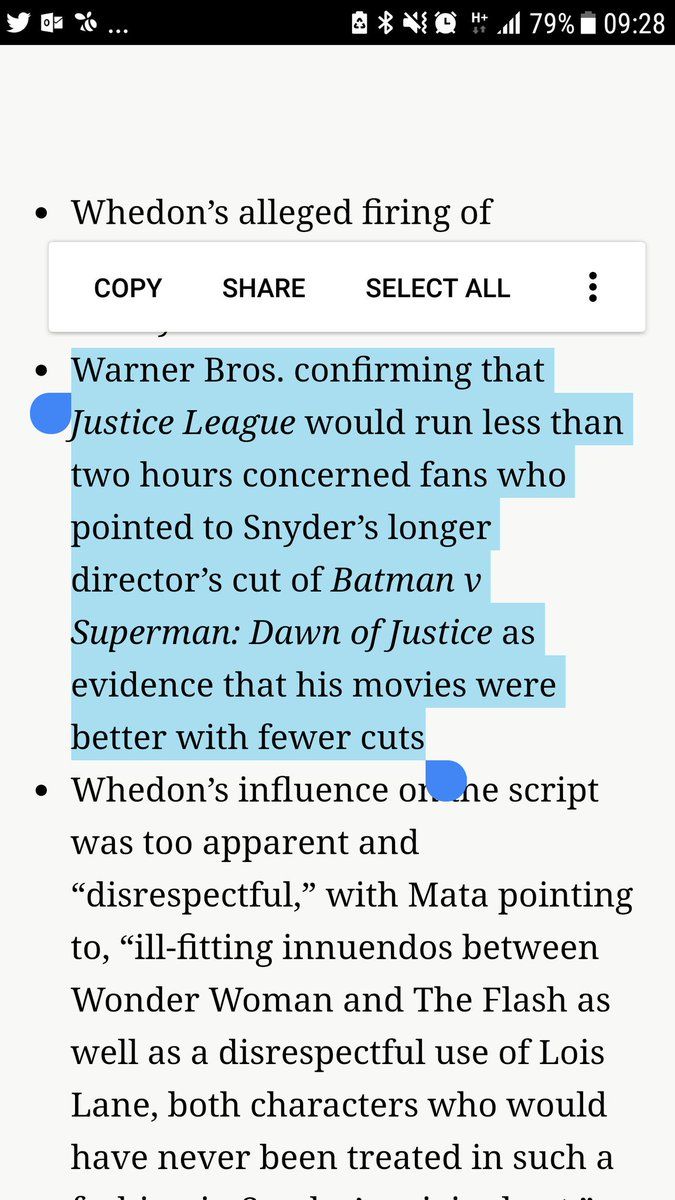 ... H+ 79% 09:28
• Whedon’s alleged firing of
COPY SHARE SELECT ALL
• Warner Bros. confirming that
Justice League would run less than
two hours concerned fans who
pointed to Snyder’s longer
director’s cut of Batman v
Superman: Dawn of Justice as
evidence that his movies were
better with fewer cuts
• Whedon’s influence on the script
was too apparent and
“disrespectful,” with Mata pointing
to, “ill-fitting innuendos between
Wonder Woman and The Flash as
well as a disrespectful use of Lois
Lane, both characters who would
have never been treated in such a